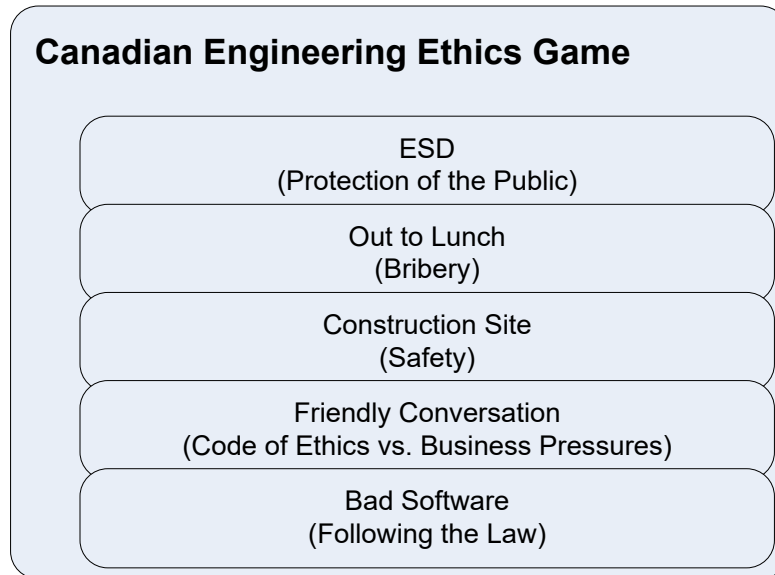 Canadian Engineering Ethics Game
ESD
(Protection of the Public)
Out to Lunch
(Bribery)
Construction Site
(Safety)
Friendly Conversation
(Code of Ethics vs. Business Pressures)
Bad Software
(Following the Law)